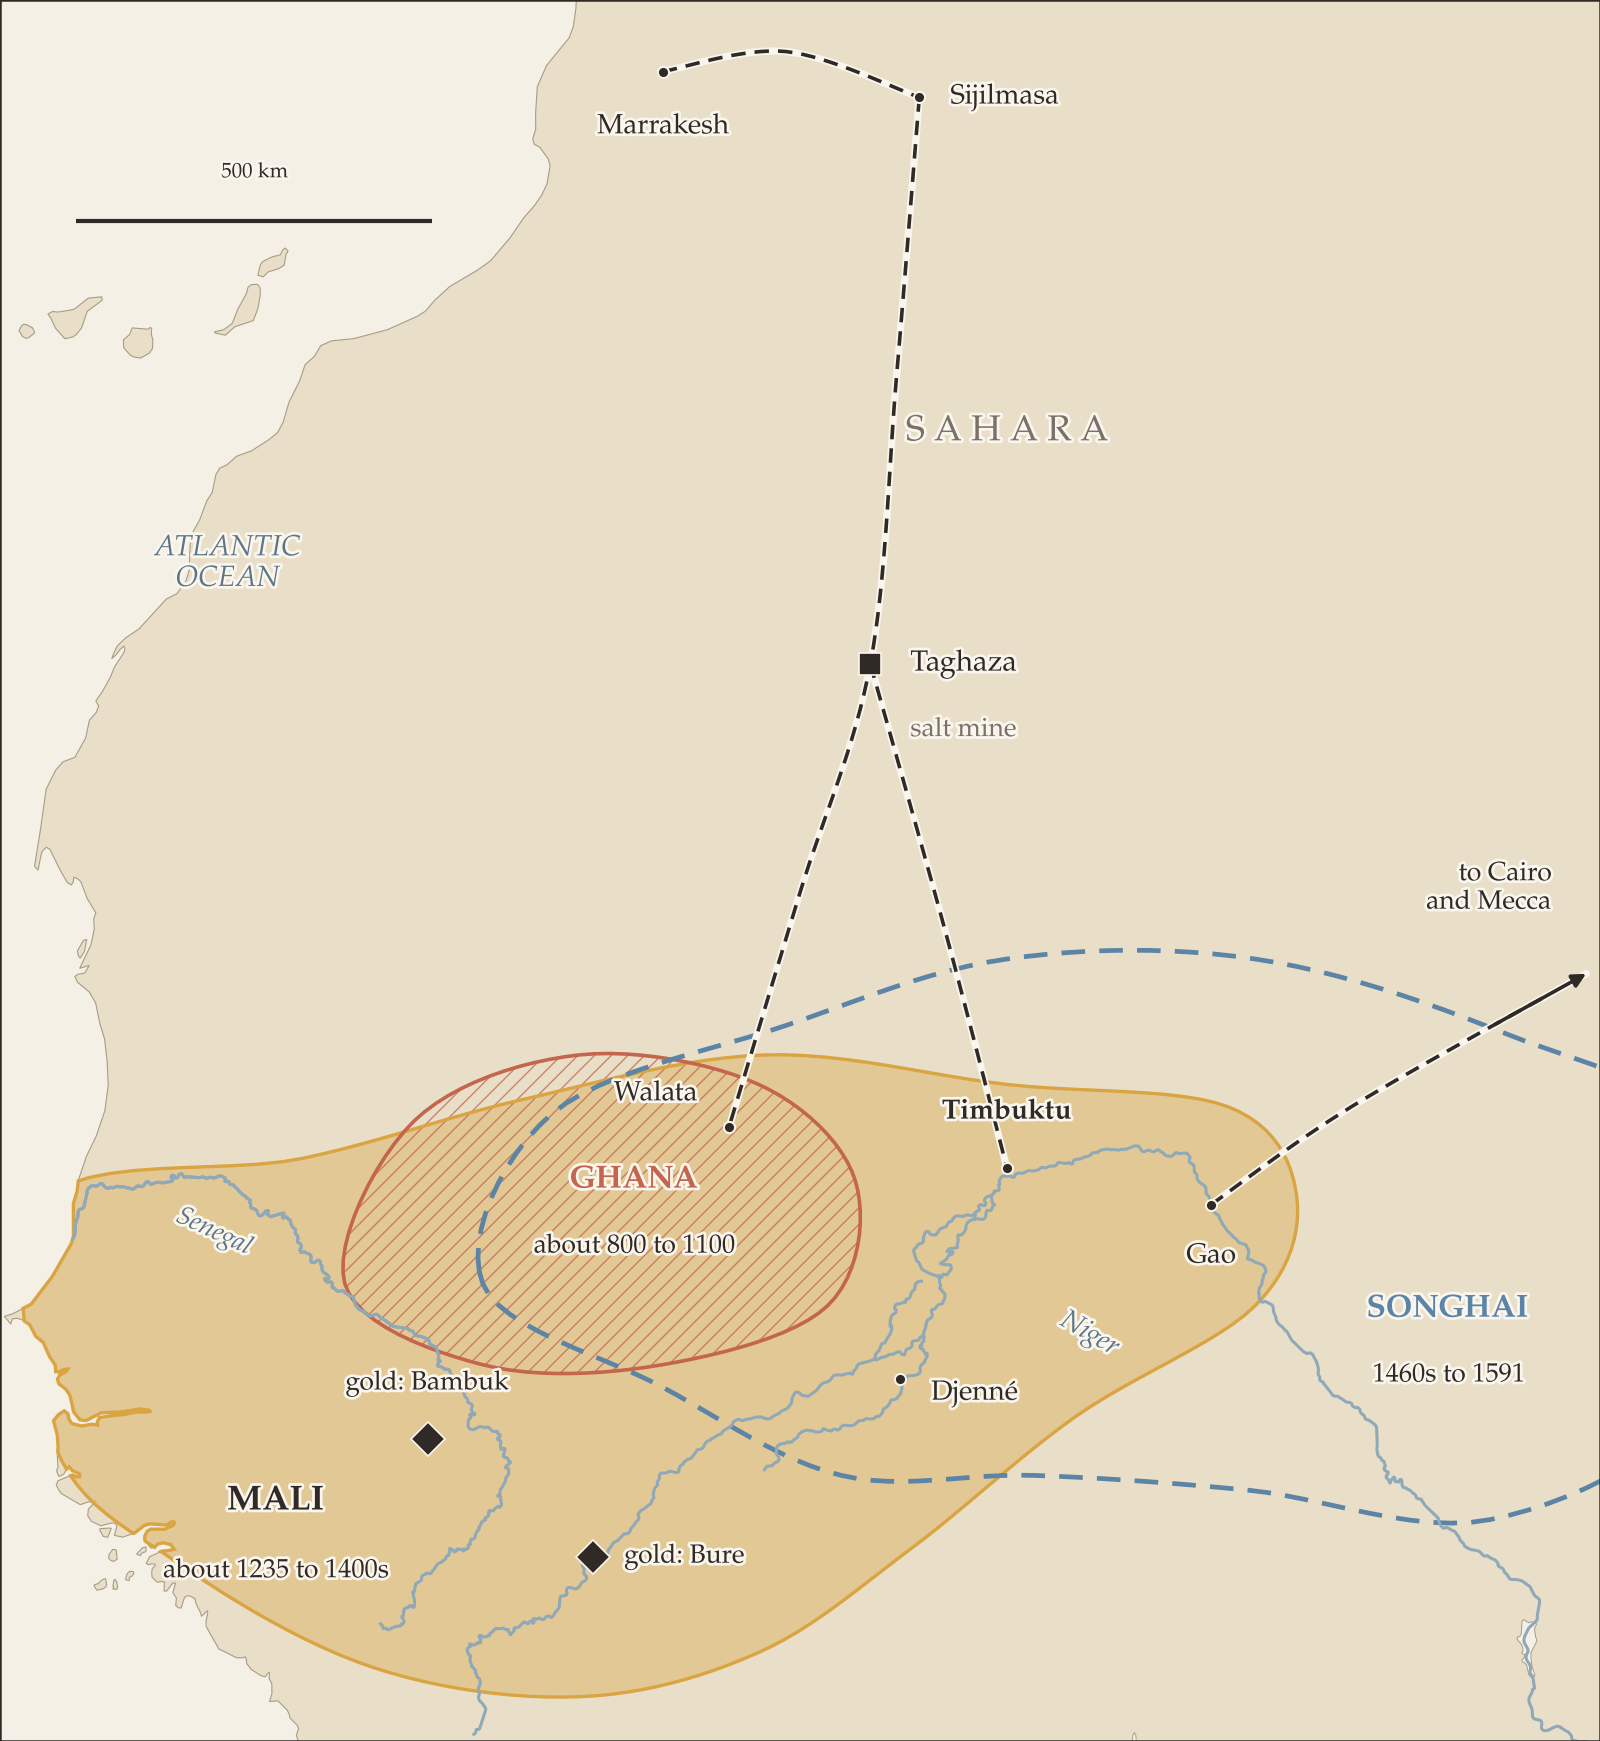 Sijilmasa
Marrakesh
500 km
SAHARA
ATLANTIC
OCEAN
Taghaza
salt mine
to Cairo
and Mecca
Walata
Timbuktu
GHANA
Senegal
about 800 to 1100
Gao
SONGHAI
Niger
1460s to 1591
gold: Bambuk
Djenné
MALI
gold: Bure
about 1235 to 1400s